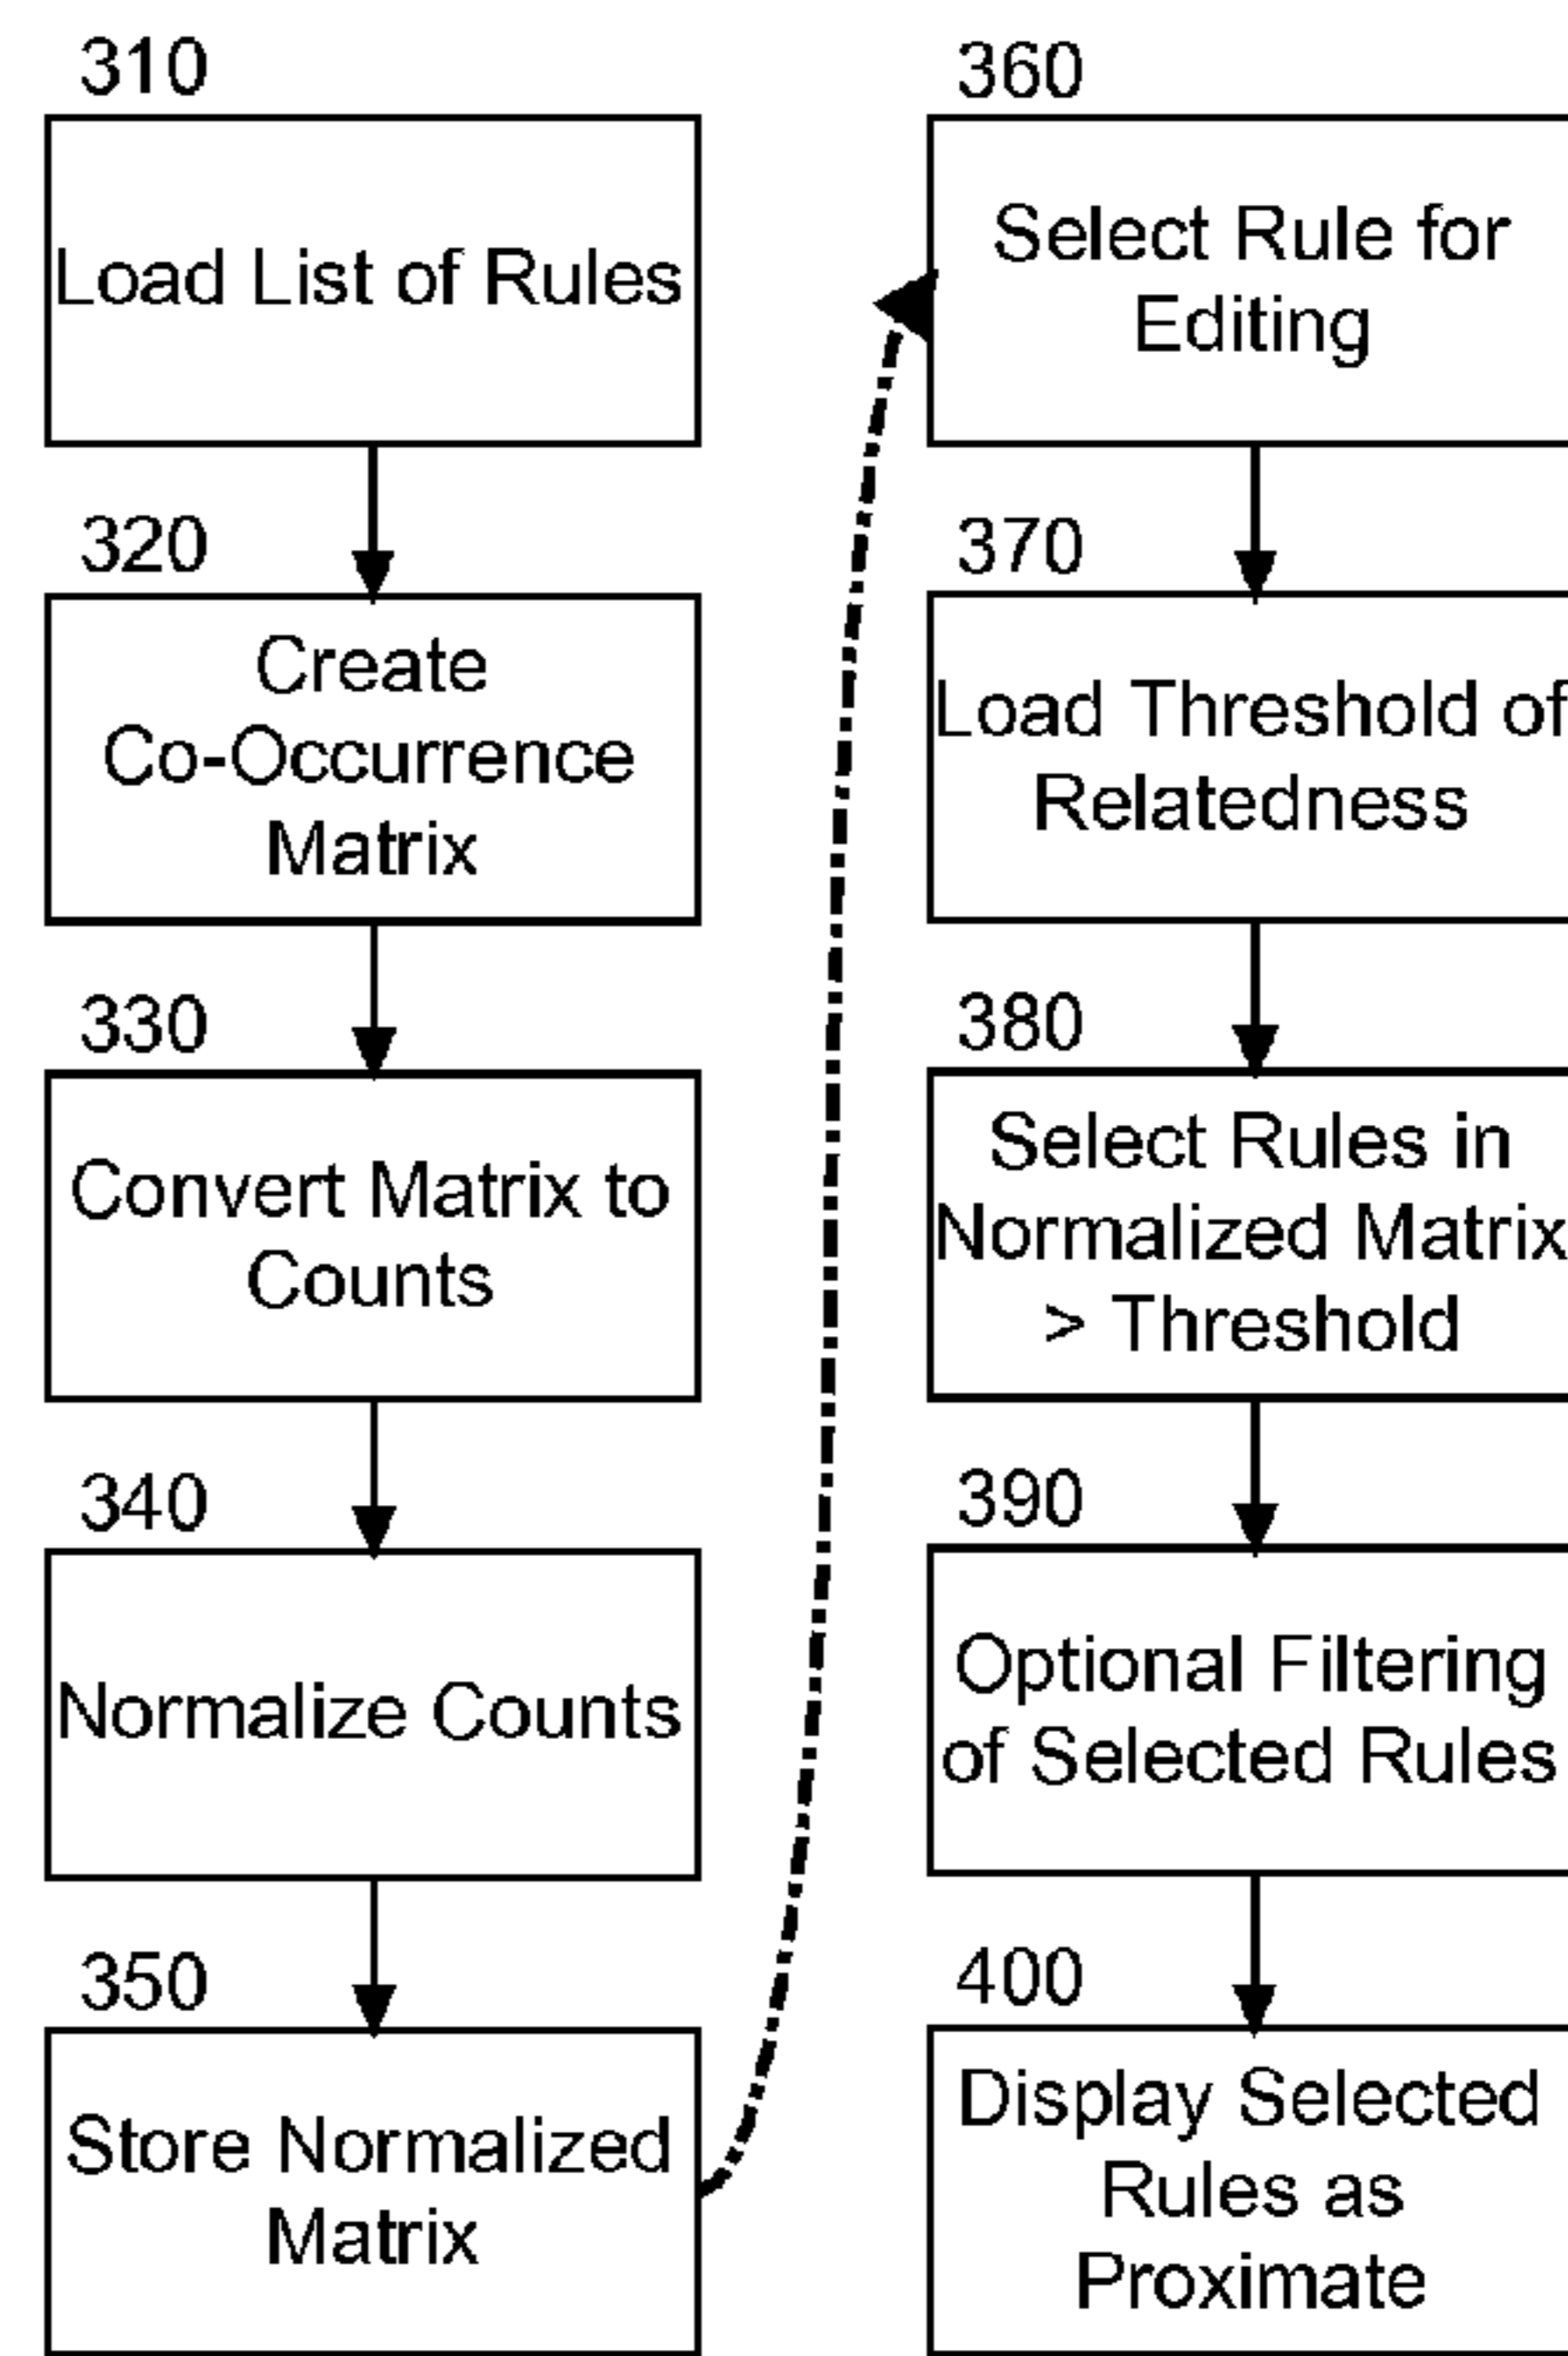 310
Load List of Rules
320
Create
Co-Occurrence
Matrix
330
Convert Matrix to
Counts
340
Normalize Counts
350
Store Normalized
Matrix
360
Select Rule for
Editing
370
Load Threshold of
Relatedness
380
Select Rules in
Normalized Matrix
> Threshold
390
Optional Filtering
of Selected Rules
400
Display Selected
Rules as
Proximate